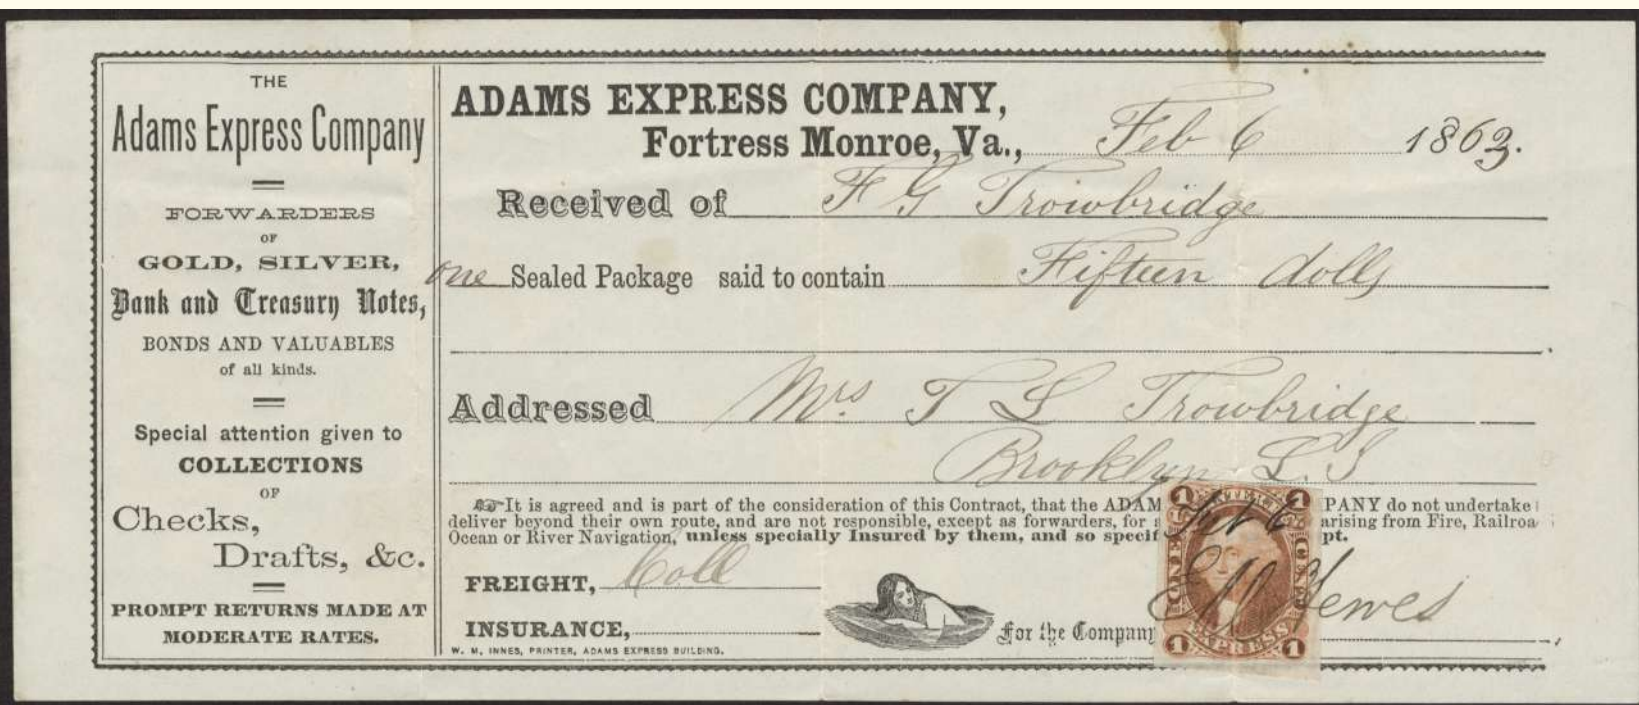 THE
Adams Express Company
FORWARDERS
OF
GOLD, SILVER,
Bank and Treasury Notes,
BONDS AND VALUABLES
of all kinds.
Special attention given to
COLLECTIONS
OF
Checks,
Drafts, &c.
PROMPT RETURNS MADE AT
MODERATE RATES.
ADAMS EXPRESS COMPANY,
Fortress Monroe, Va., Feb 6 1863.
Received of F G Trowbridge
one Sealed Package said to contain Fifteen dolls
Addressed Mrs. T L Trowbridge
Brooklyn L. I
It is agreed and is part of the consideration of this Contract, that the ADAM PANY do not undertake
deliver beyond their own route, and are not responsible, except as forwarders, for arising from Fire, Railroa
Ocean or River Navigation, unless specially Insured by them, and so specif pt.
FREIGHT, Coll
INSURANCE,
For the Company
Feb 6
Hewes
1 1
EXPRESS
1 1
W. M. INNES, PRINTER, ADAMS EXPRESS BUILDING.